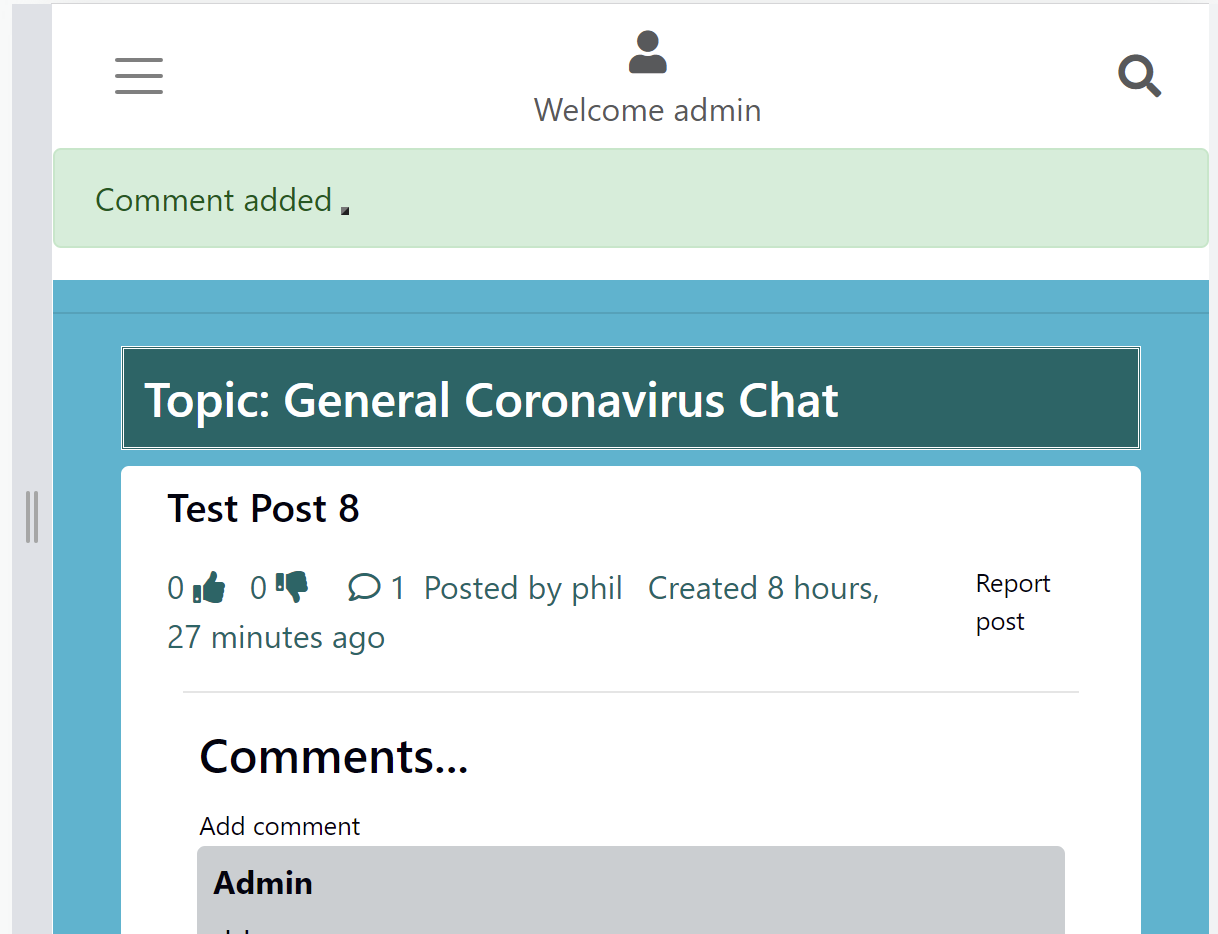 Welcome admin
Comment added
Topic: General Coronavirus Chat
Test Post 8
0 0 1 Posted by phil Created 8 hours,
27 minutes ago
Report
post
Comments...
Add comment
Admin